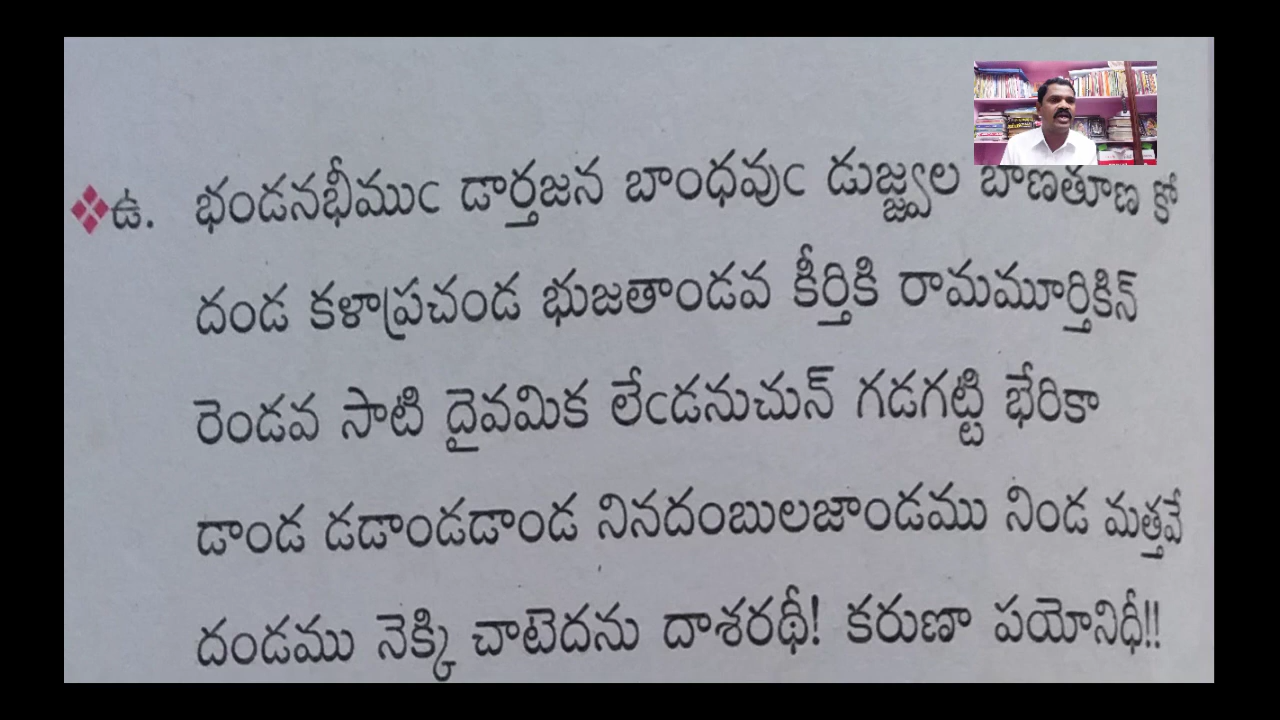 ఉ. భండనభీముఁ డార్తజన బాంధవుఁ డుజ్జ్వల బాణతూణ కో
దండ కళాప్రచండ భుజతాండవ కీర్తికి రామమూర్తికిన్
రెండవ సాటి దైవమిక లేఁడనుచున్ గడగట్టి భేరికా
డాండ డడాండడాండ నినదంబులజాండము నిండ మత్తవే
దండము నెక్కి చాటెదను దాశరథీ! కరుణా పయోనిధీ!!